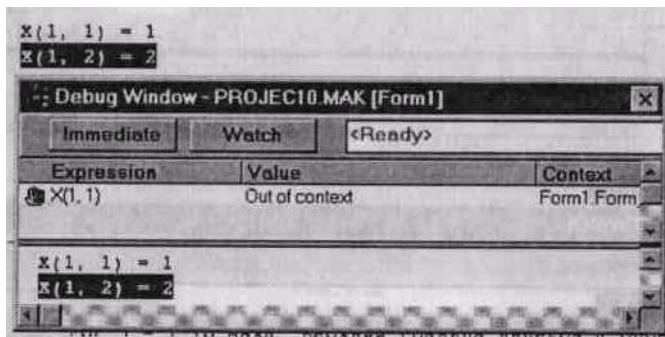 X(1, 1) = 1
X(1, 2) = 2
Debug Window - PROJEC10.MAK [Form1]
Immediate Watch <Ready>
Expression Value Context
X(1, 1) Out of context Form1.Form
X(1, 1) = 1
X(1, 2) = 2